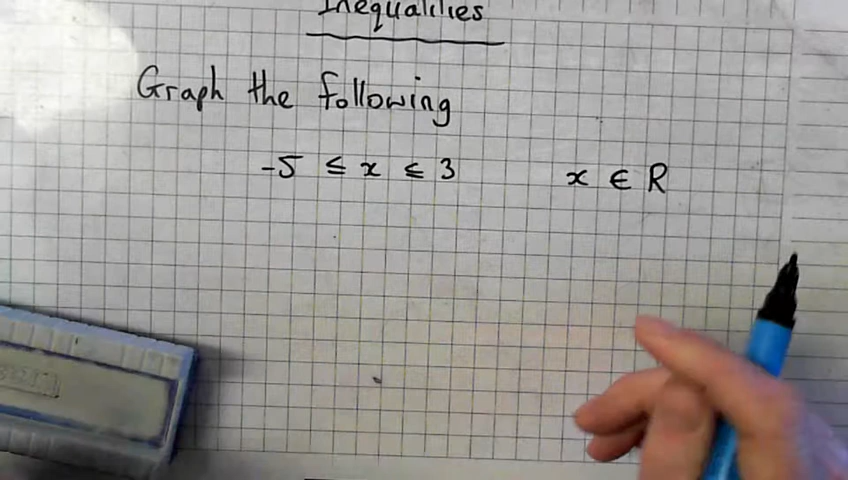 Inequalities
Graph the following
-5 ≤ x ≤ 3 x ∈ R